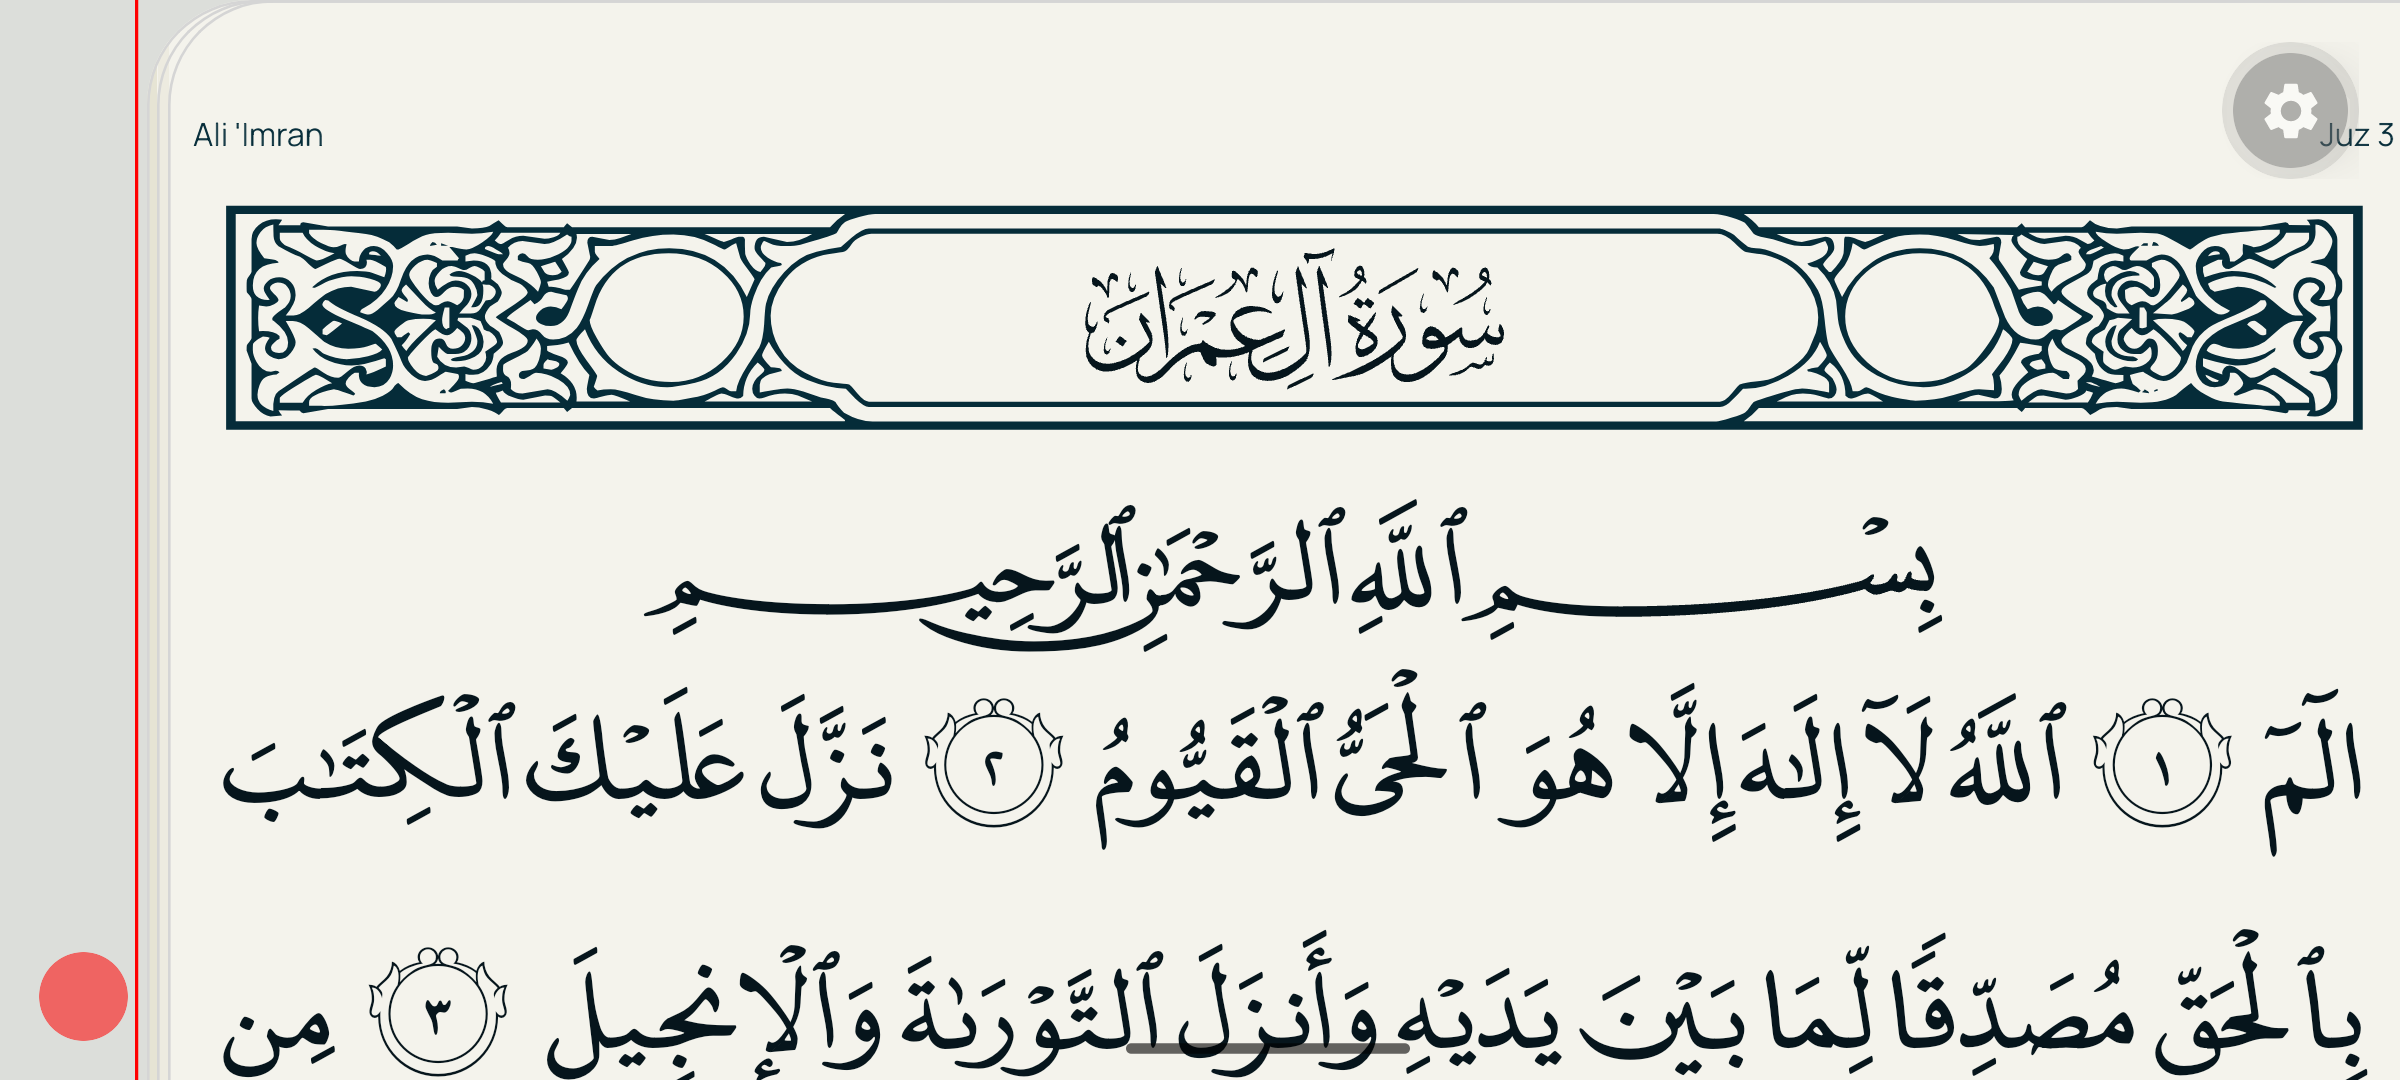 Ali 'Imran
Juz 3
سُورَةُ آلِ عِمۡرَانَ
بِسۡمِ ٱللَّهِ ٱلرَّحۡمَٰنِ ٱلرَّحِيمِ
الٓمٓ ١ ٱللَّهُ لَآ إِلَٰهَ إِلَّا هُوَ ٱلۡحَيُّ ٱلۡقَيُّومُ ٢ نَزَّلَ عَلَيۡكَ ٱلۡكِتَٰبَ
بِٱلۡحَقِّ مُصَدِّقٗا لِّمَا بَيۡنَ يَدَيۡهِ وَأَنزَلَ ٱلتَّوۡرَىٰةَ وَٱلۡإِنجِيلَ ٣ مِن